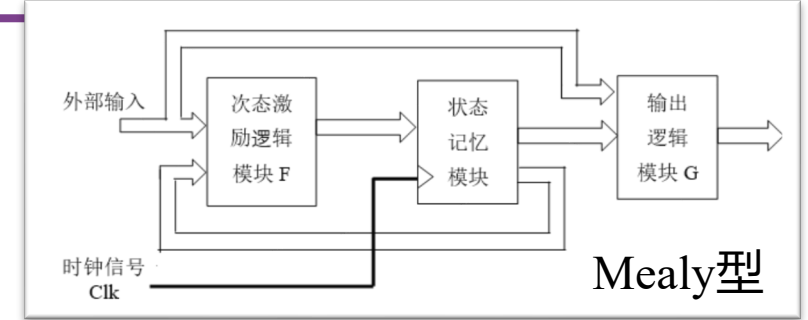 外部输入
次态激
励逻辑
模块 F
状态
记忆
模块
输出
逻辑
模块 G
时钟信号
Clk
Mealy型